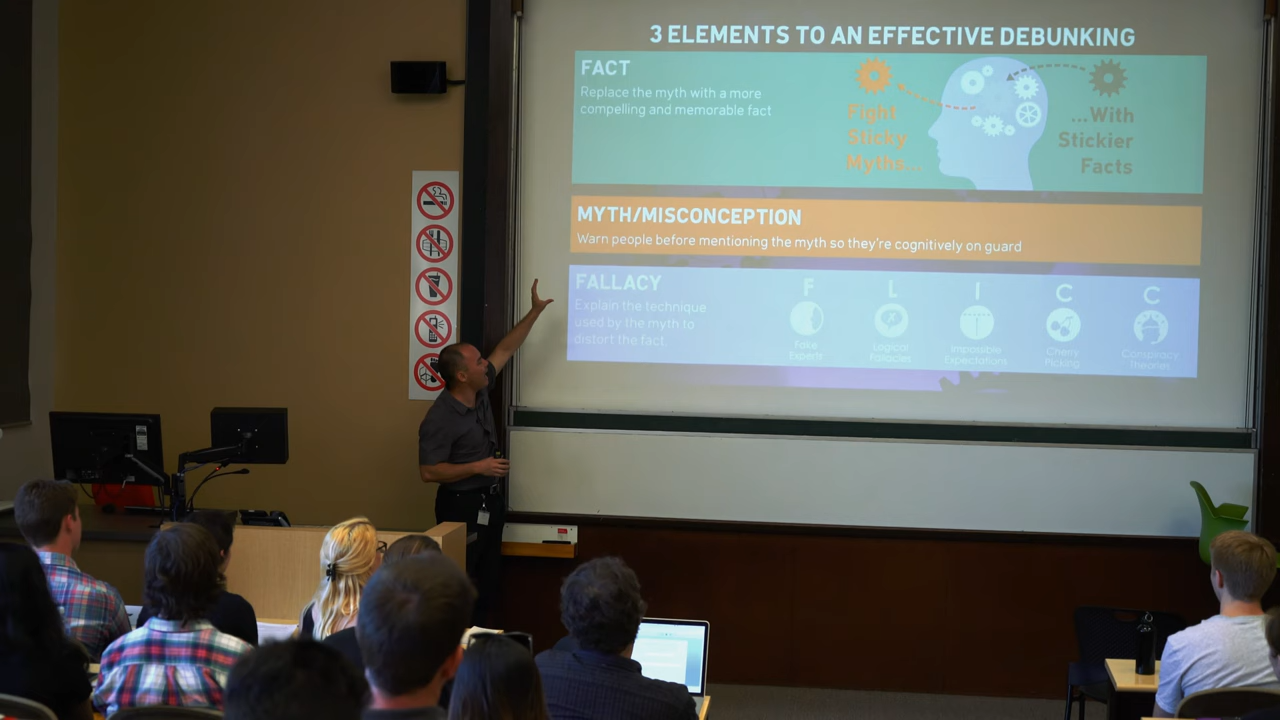 3 ELEMENTS TO AN EFFECTIVE DEBUNKING
FACT
Replace the myth with a more
compelling and memorable fact
Fight
Sticky
Myths...
...With
Stickier
Facts
MYTH/MISCONCEPTION
Warn people before mentioning the myth so they're cognitively on guard
FALLACY
Explain the technique
used by the myth to
distort the fact.
F L I C C
Fake
Experts
Logical
Fallacies
Impossible
Expectations
Cherry
Picking
Conspiracy
Theories